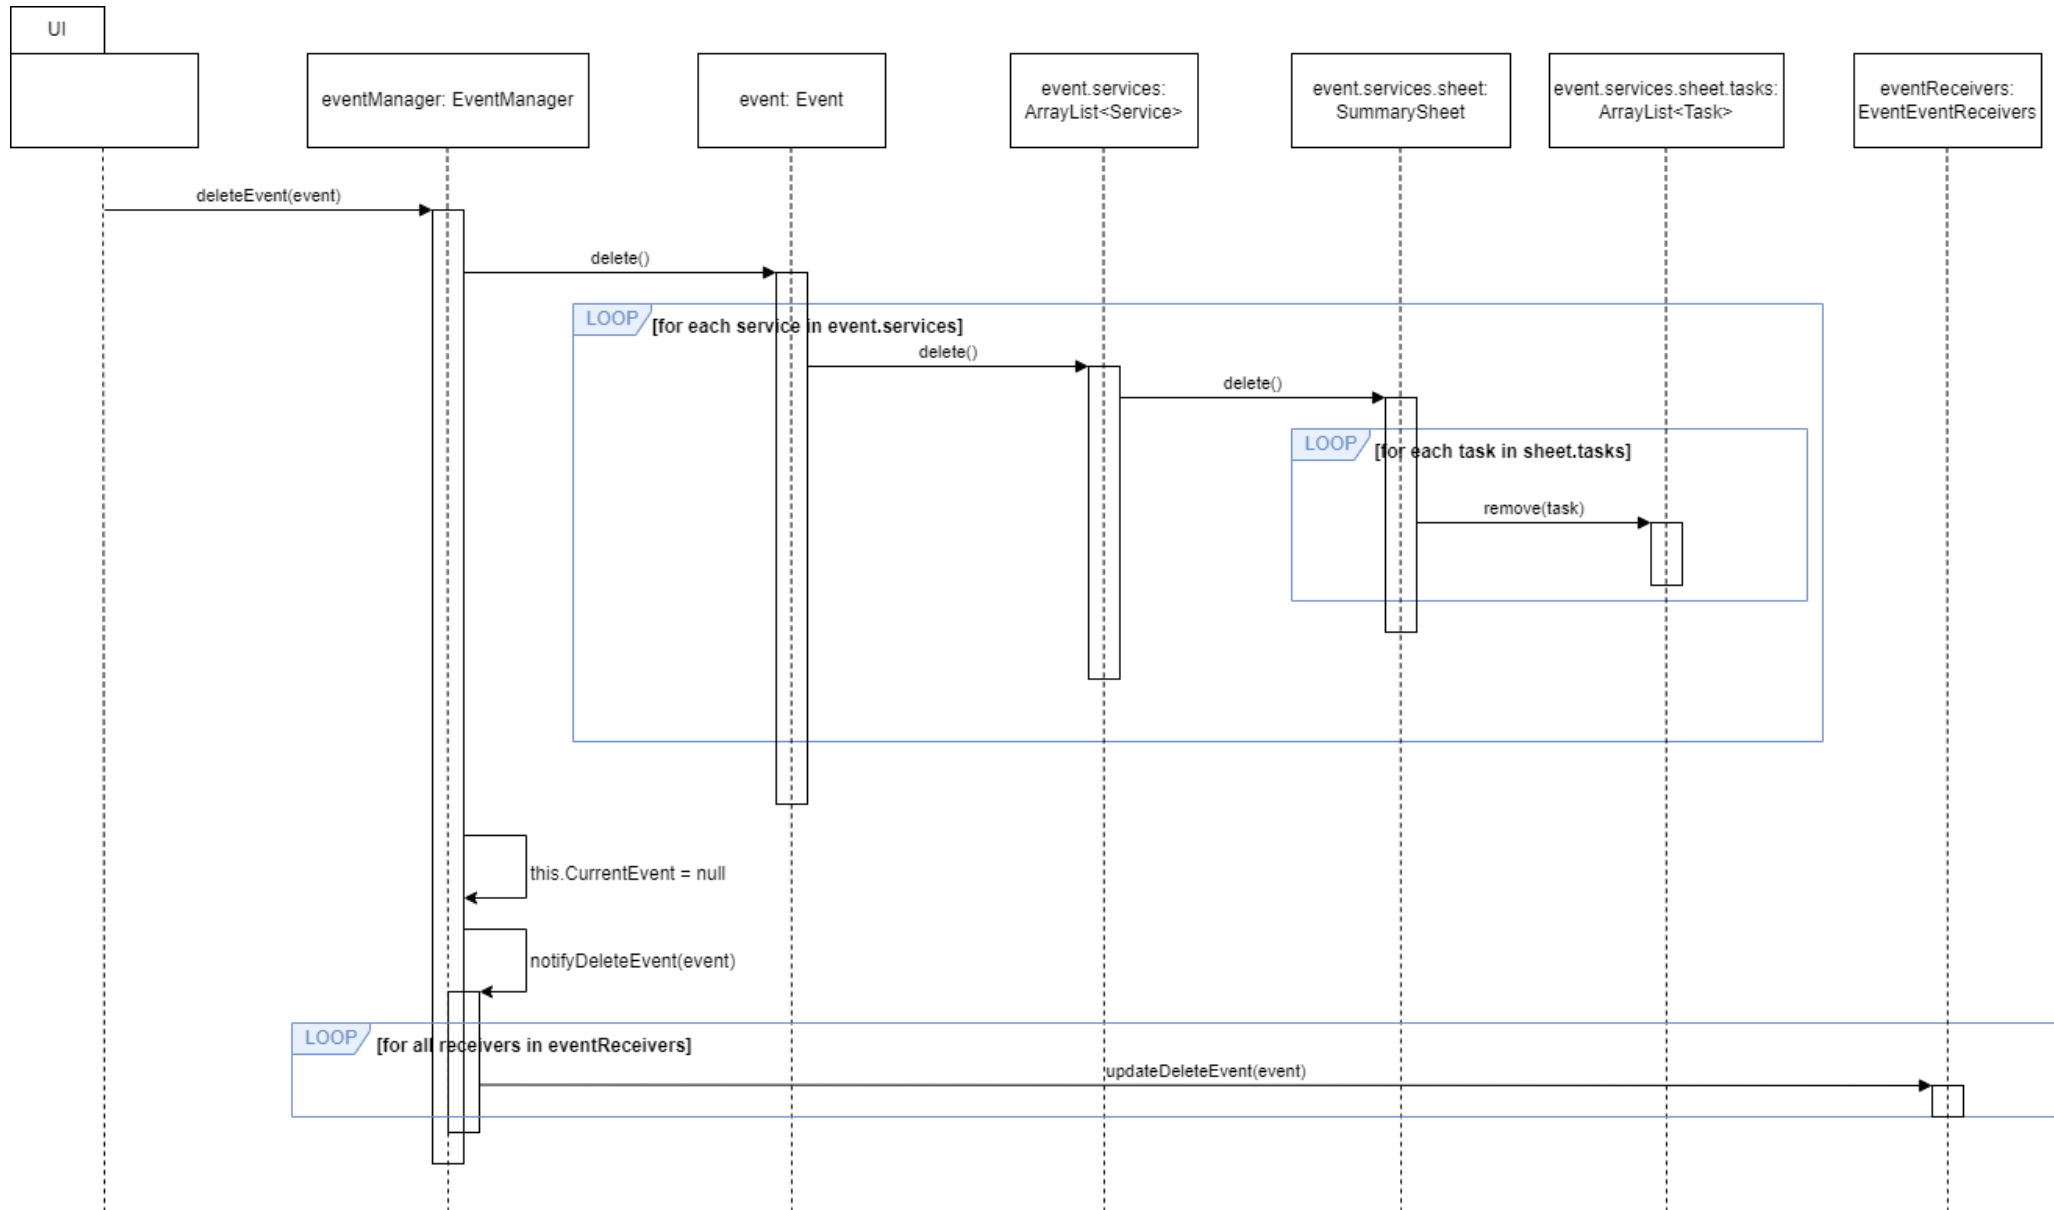 UI
eventManager: EventManager
event: Event
event.services:
ArrayList<Service>
event.services.sheet:
SummarySheet
event.services.sheet.tasks:
ArrayList<Task>
eventReceivers:
EventEventReceivers
deleteEvent(event)
delete()
LOOP
[for each service in event.services]
delete()
delete()
LOOP
[for each task in sheet.tasks]
remove(task)
this.CurrentEvent = null
notifyDeleteEvent(event)
LOOP
[for all receivers in eventReceivers]
updateDeleteEvent(event)